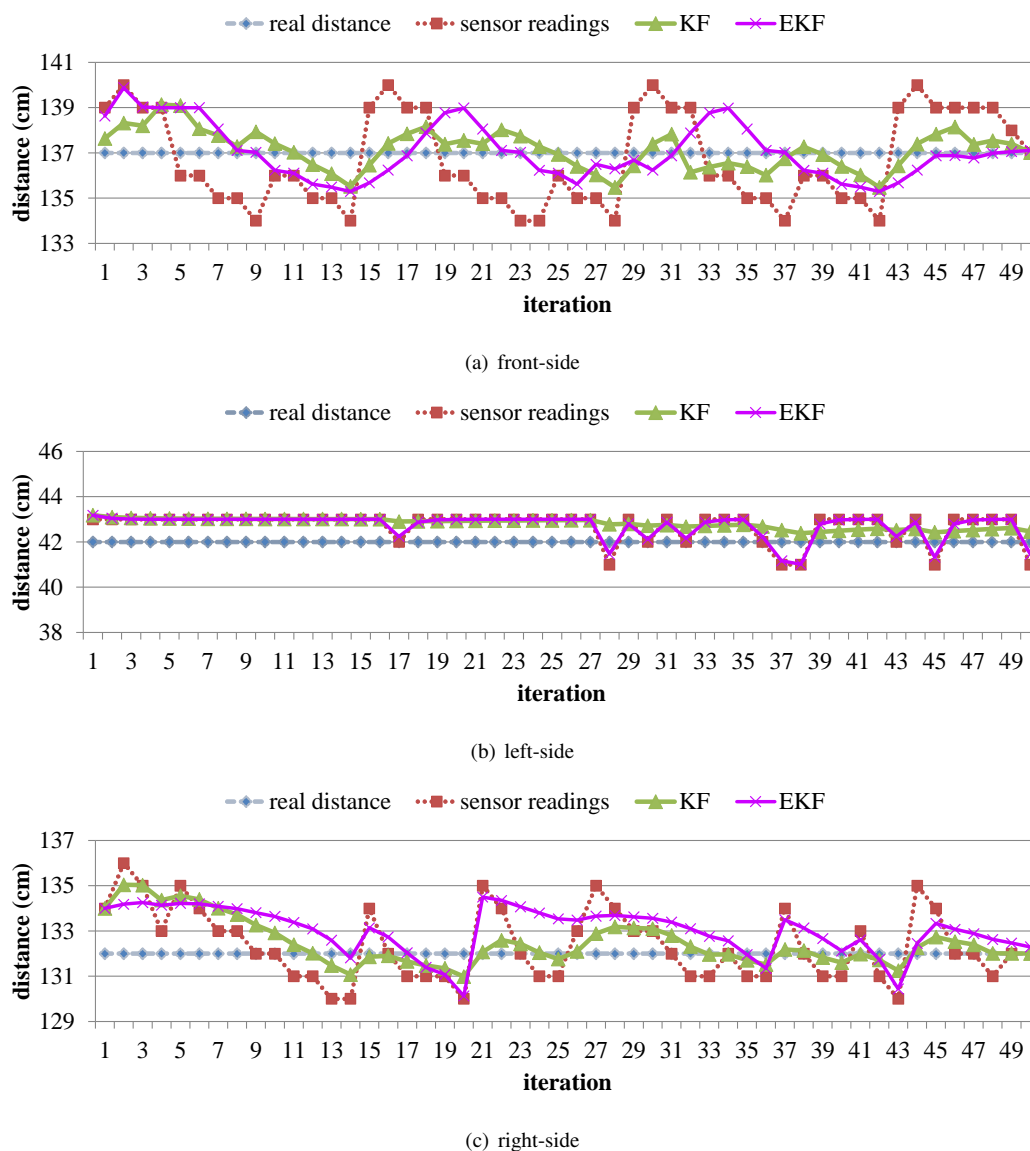 real distance sensor readings KF EKF
141
139
137
135
133
distance (cm)
1 3 5 7 9 11 13 15 17 19 21 23 25 27 29 31 33 35 37 39 41 43 45 47 49
iteration
(a) front-side
real distance sensor readings KF EKF
46
44
42
40
38
distance (cm)
1 3 5 7 9 11 13 15 17 19 21 23 25 27 29 31 33 35 37 39 41 43 45 47 49
iteration
(b) left-side
real distance sensor readings KF EKF
137
135
133
131
129
distance (cm)
1 3 5 7 9 11 13 15 17 19 21 23 25 27 29 31 33 35 37 39 41 43 45 47 49
iteration
(c) right-side